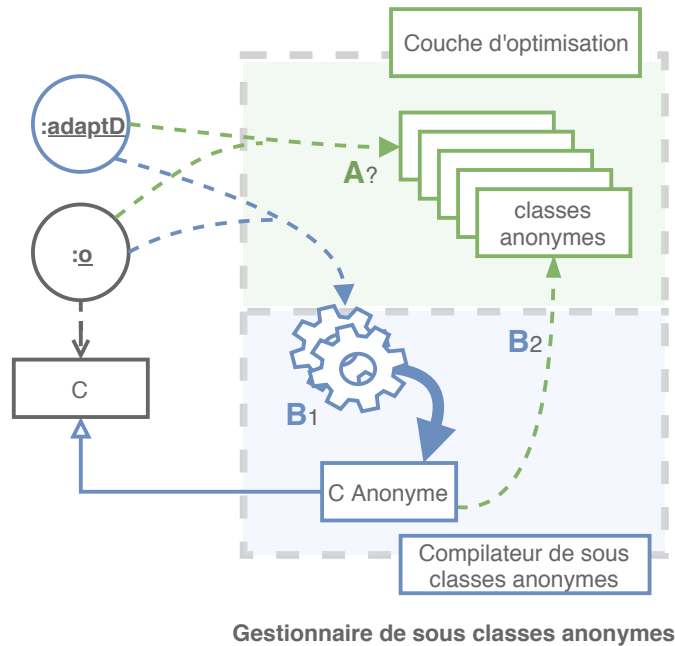 Couche d'optimisation
:adaptD
A?
classes
anonymes
:o
B2
C
B1
C Anonyme
Compilateur de sous
classes anonymes
Gestionnaire de sous classes anonymes